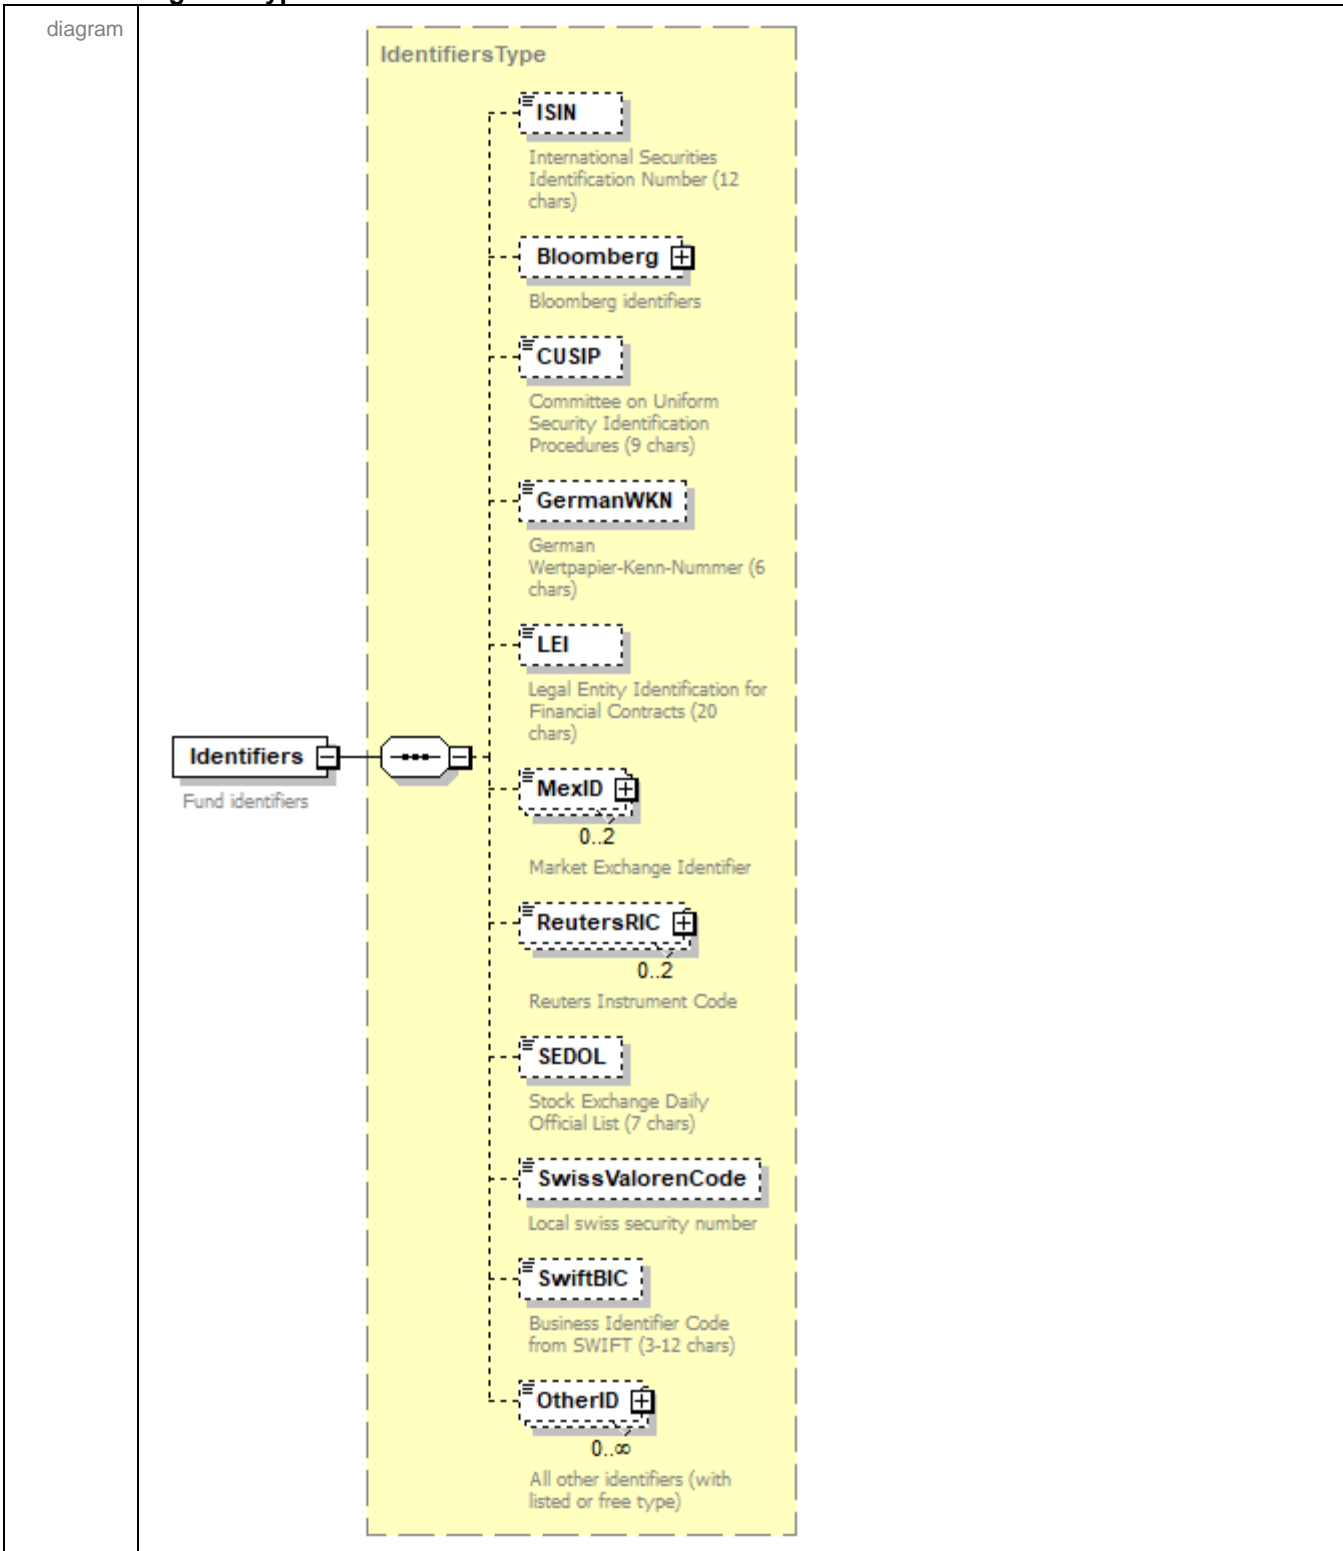 diagram
IdentifiersType
ISIN
International Securities
Identification Number (12
chars)
Bloomberg
Bloomberg identifiers
CUSIP
Committee on Uniform
Security Identification
Procedures (9 chars)
GermanWKN
German
Wertpapier-Kenn-Nummer (6
chars)
LEI
Legal Entity Identification for
Financial Contracts (20
chars)
Identifiers
Fund identifiers
MexID
0..2
Market Exchange Identifier
ReutersRIC
0..2
Reuters Instrument Code
SEDOL
Stock Exchange Daily
Official List (7 chars)
SwissValorenCode
Local swiss security number
SwiftBIC
Business Identifier Code
from SWIFT (3-12 chars)
OtherID
0..∞
All other identifiers (with
listed or free type)